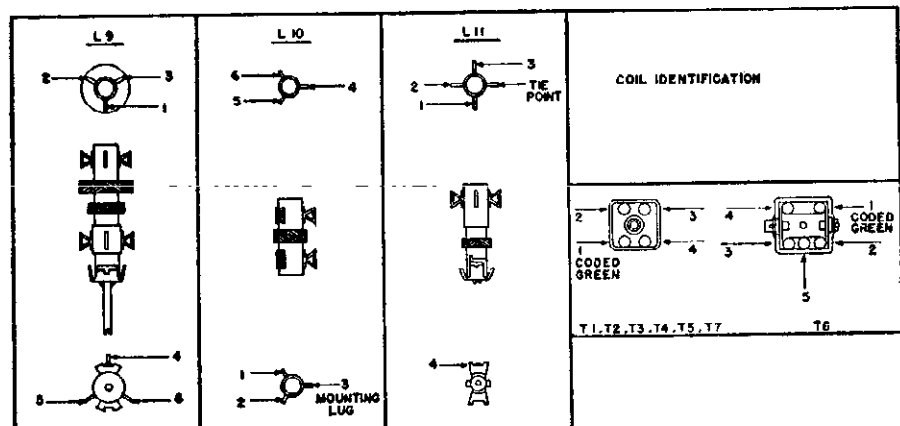 L 9
2
3
1
4
5
6
L 10
6
4
5
1
2
3
MOUNTING
LUG
L 11
3
2
TIE
POINT
1
4
COIL IDENTIFICATION
2
3
1
4
CODED
GREEN
T1, T2, T3, T4, T5, T7
4
1
CODED
GREEN
3
2
5
T6